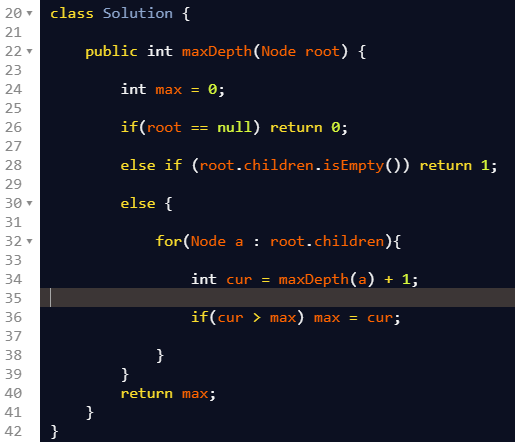 20 class Solution {
21
22     public int maxDepth(Node root) {
23
24         int max = 0;
25
26         if(root == null) return 0;
27
28         else if (root.children.isEmpty()) return 1;
29
30         else {
31
32             for(Node a : root.children){
33
34                 int cur = maxDepth(a) + 1;
35
36                 if(cur > max) max = cur;
37
38             }
39         }
40         return max;
41     }
42 }